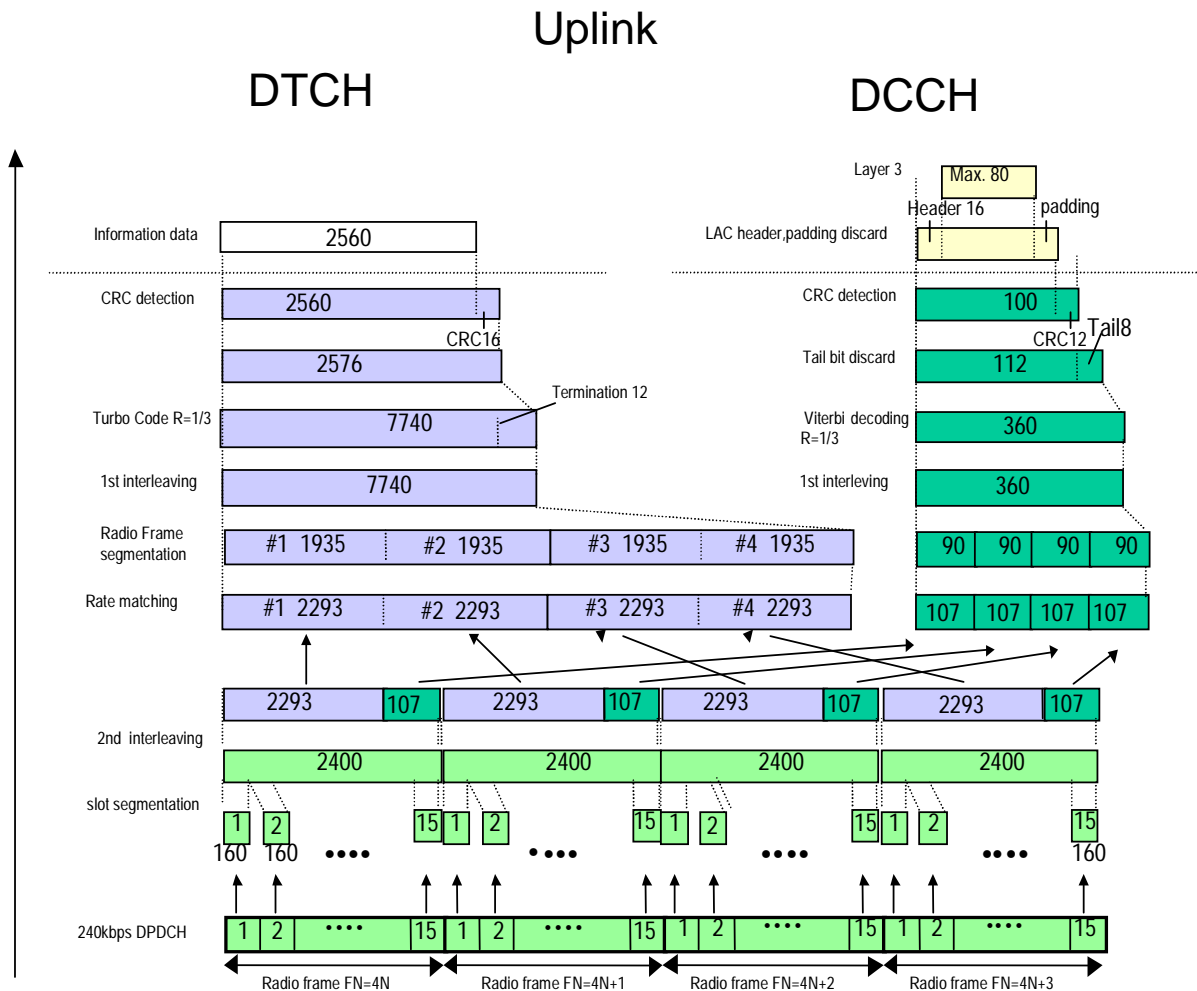 Uplink
DTCH DCCH
Layer 3 Max. 80
Header 16 padding
Information data 2560 LAC header,padding discard
CRC detection 2560 CRC detection 100
CRC16 CRC12 Tail8
2576 Tail bit discard 112
Termination 12
Turbo Code R=1/3 7740 Viterbi decoding R=1/3 360
1st interleaving 7740 1st interleving 360
Radio Frame segmentation #1 1935 #2 1935 #3 1935 #4 1935 90 90 90 90
Rate matching #1 2293 #2 2293 #3 2293 #4 2293 107 107 107 107
2293 107 2293 107 2293 107 2293 107
2nd interleaving
2400 2400 2400 2400
slot segmentation
1 2 15 1 2 15 1 2 15 1 2 15
160 160 •••• •••• •••• •••• 160
240kbps DPDCH 1 2 •••• 15 1 2 •••• 15 1 2 •••• 15 1 2 •••• 15
Radio frame FN=4N Radio frame FN=4N+1 Radio frame FN=4N+2 Radio frame FN=4N+3